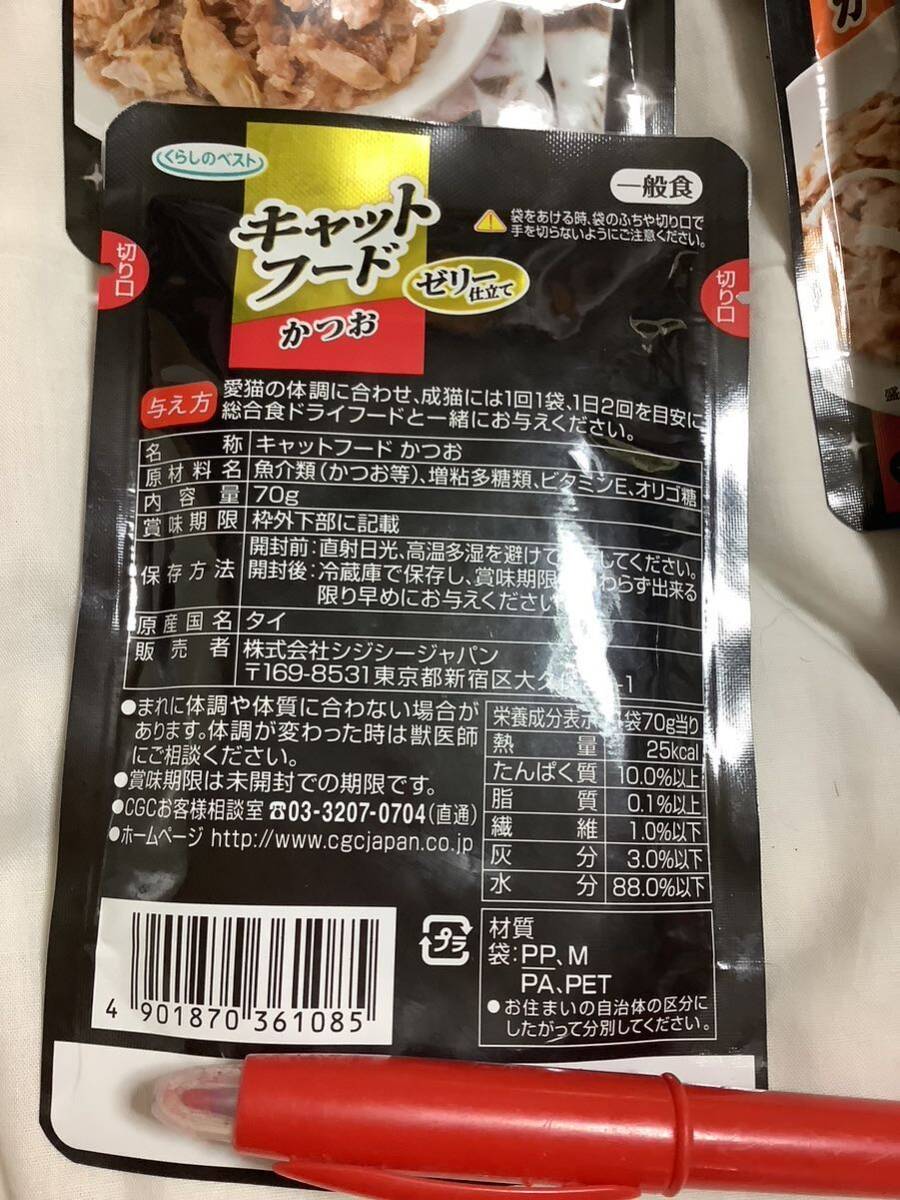 くらしのベスト
キャット
フード
ゼリー仕立て
かつお
一般食
袋をあける時、袋のふちや切り口で
手を切らないようにご注意ください。
切り口
切り口
与え方
愛猫の体調に合わせ、成猫には1回1袋、1日2回を目安に
総合食ドライフードと一緒にお与えください。
名称 キャットフード かつお
原材料名 魚介類(かつお等)、増粘多糖類、ビタミンE、オリゴ糖
内容量 70g
賞味期限 枠外下部に記載
保存方法 開封前:直射日光、高温多湿を避けて してください。
開封後:冷蔵庫で保存し、賞味期限 わらず出来る
限り早めにお与えください
原産国名 タイ
販売者 株式会社シジシージャパン
〒169-8531東京都新宿区大久 -1
●まれに体調や体質に合わない場合が
あります。体調が変わった時は獣医師
にご相談ください。
●賞味期限は未開封での期限です。
●CGCお客様相談室 ☎03-3207-0704(直通)
●ホームページ http://www.cgcjapan.co.jp
栄養成分表示 袋70g当り
熱量 25kcal
たんぱく質 10.0%以上
脂質 0.1%以上
繊維 1.0%以下
灰分 3.0%以下
水分 88.0%以下
4 901870 361085
プラ
材質
袋:PP、M
PA、PET
●お住まいの自治体の区分に
したがって分別してください。